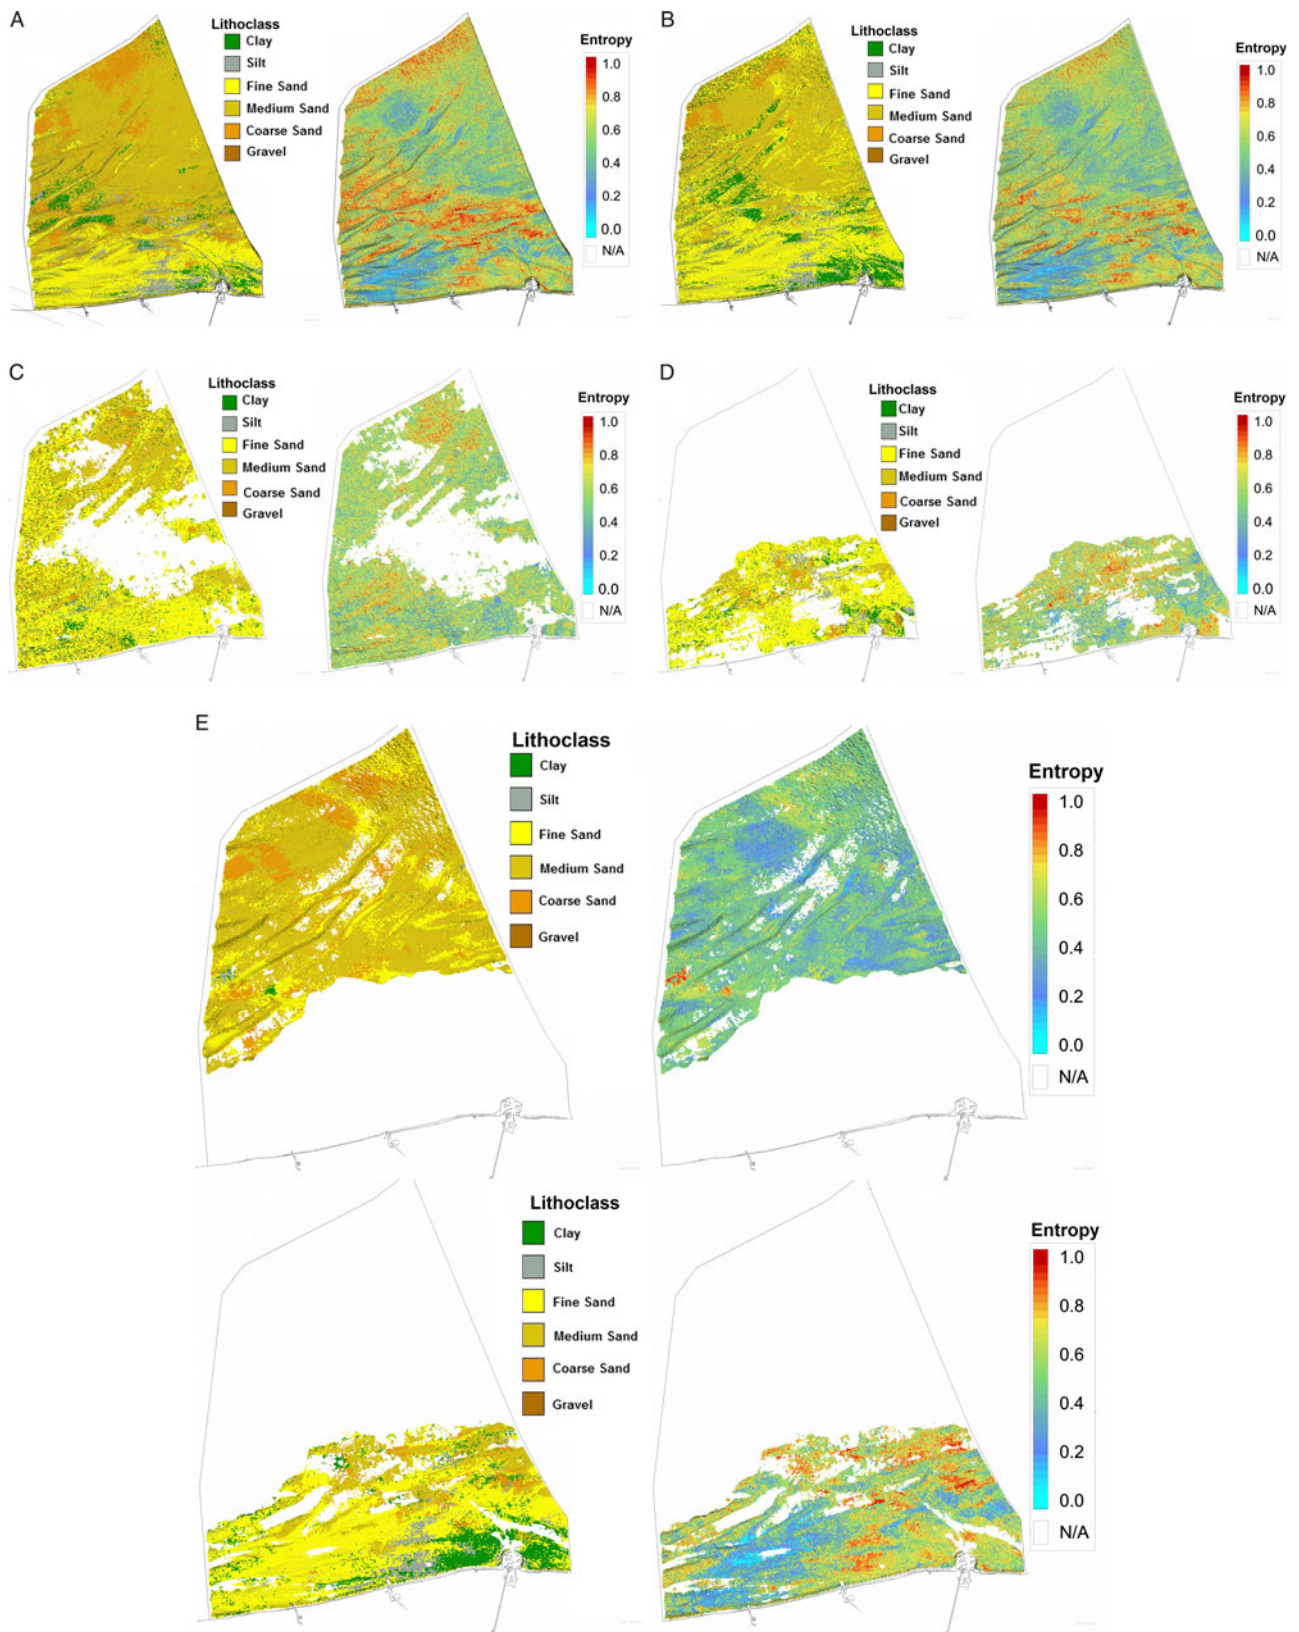 A
Lithoclass
Clay
Silt
Fine Sand
Medium Sand
Coarse Sand
Gravel
Entropy
1.0
0.8
0.6
0.4
0.2
0.0
N/A
B
Lithoclass
Clay
Silt
Fine Sand
Medium Sand
Coarse Sand
Gravel
Entropy
1.0
0.8
0.6
0.4
0.2
0.0
N/A
C
Lithoclass
Clay
Silt
Fine Sand
Medium Sand
Coarse Sand
Gravel
Entropy
1.0
0.8
0.6
0.4
0.2
0.0
N/A
D
Lithoclass
Clay
Silt
Fine Sand
Medium Sand
Coarse Sand
Gravel
Entropy
1.0
0.8
0.6
0.4
0.2
0.0
N/A
E
Lithoclass
Clay
Silt
Fine Sand
Medium Sand
Coarse Sand
Gravel
Entropy
1.0
0.8
0.6
0.4
0.2
0.0
N/A
Lithoclass
Clay
Silt
Fine Sand
Medium Sand
Coarse Sand
Gravel
Entropy
1.0
0.8
0.6
0.4
0.2
0.0
N/A